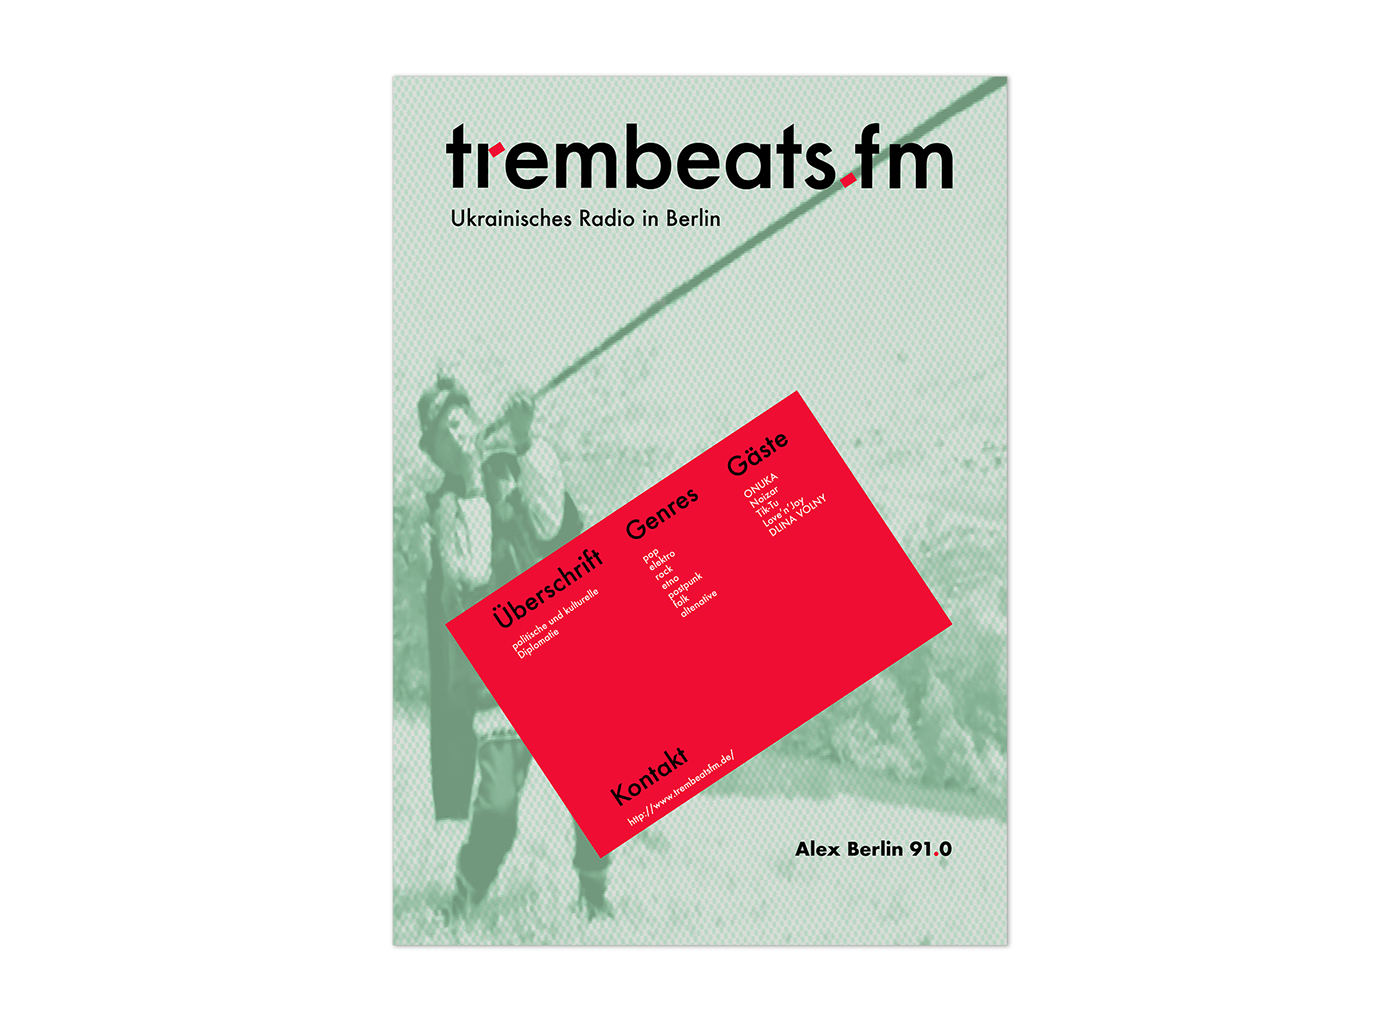 trembeats.fm
Ukrainisches Radio in Berlin
Überschrift
politische und kulturelle
Diplomatie
Genres
pop
elektro
rock
etno
postpunk
folk
altenative
Gäste
ONUKA
Noizar
Tik-Tu
Love'n'Joy
DLINA VOLNY
Kontakt
http://www.trembeatsfm.de/
Alex Berlin 91.0